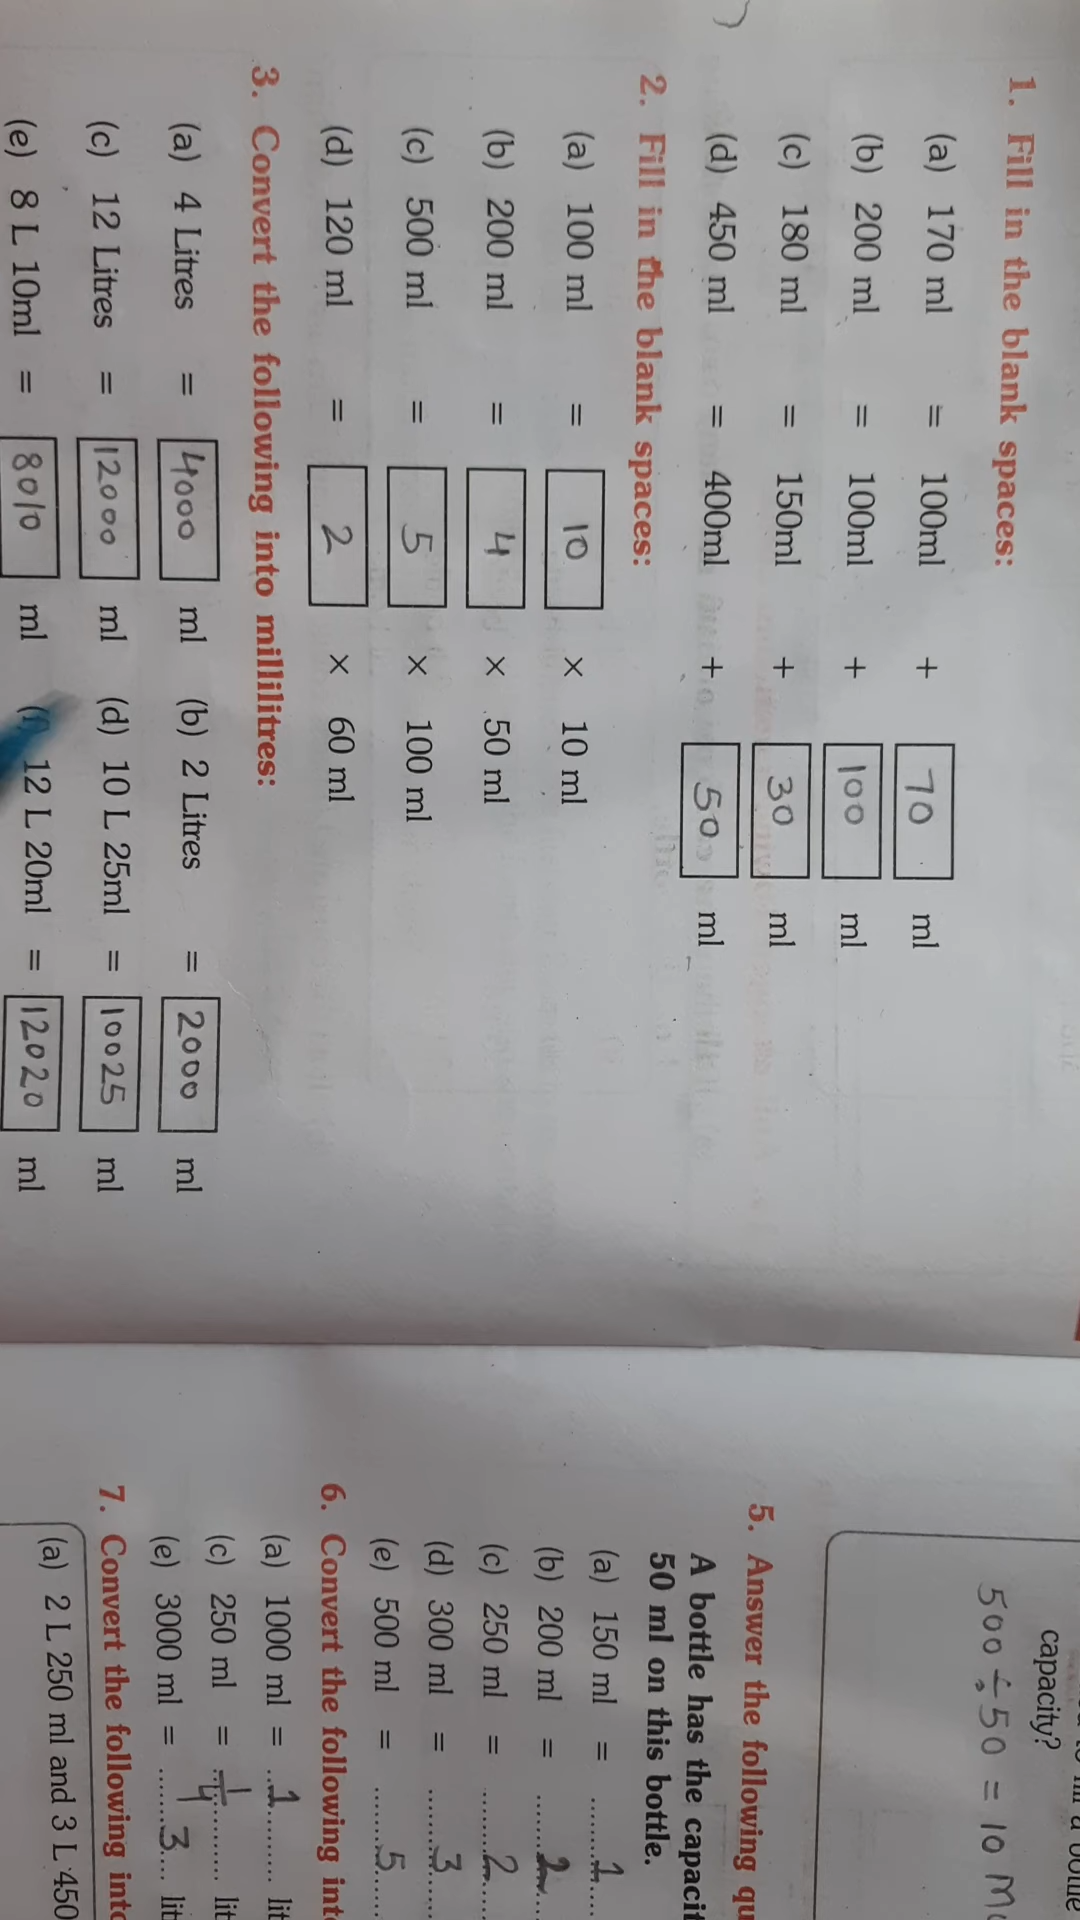 1. Fill in the blank spaces:
(a) 170 ml = 100ml + 70 ml
(b) 200 ml = 100ml + 100 ml
(c) 180 ml = 150ml + 30 ml
(d) 450 ml = 400ml + 50 ml
2. Fill in the blank spaces:
(a) 100 ml = 10 × 10 ml
(b) 200 ml = 4 × 50 ml
(c) 500 ml = 5 × 100 ml
(d) 120 ml = 2 × 60 ml
3. Convert the following into millilitres:
(a) 4 Litres = 4000 ml (b) 2 Litres = 2000 ml
(c) 12 Litres = 12000 ml (d) 10 L 25ml = 10025 ml
(e) 8 L 10ml = 8010 ml (f) 12 L 20ml = 12020 ml
capacity?
500 ÷ 50 = 10
5. Answer the following qu
A bottle has the capacit
50 ml on this bottle.
(a) 150 ml = ........1....
(b) 200 ml = ........
(c) 250 ml = ........2....
(d) 300 ml = ........3....
(e) 500 ml = ........5....
6. Convert the following int
(a) 1000 ml = ..1.......... lit
(c) 250 ml = ..1/4.......... lit
(e) 3000 ml = ........3.... lit
7. Convert the following into
(a) 2 L 250 ml and 3 L 450